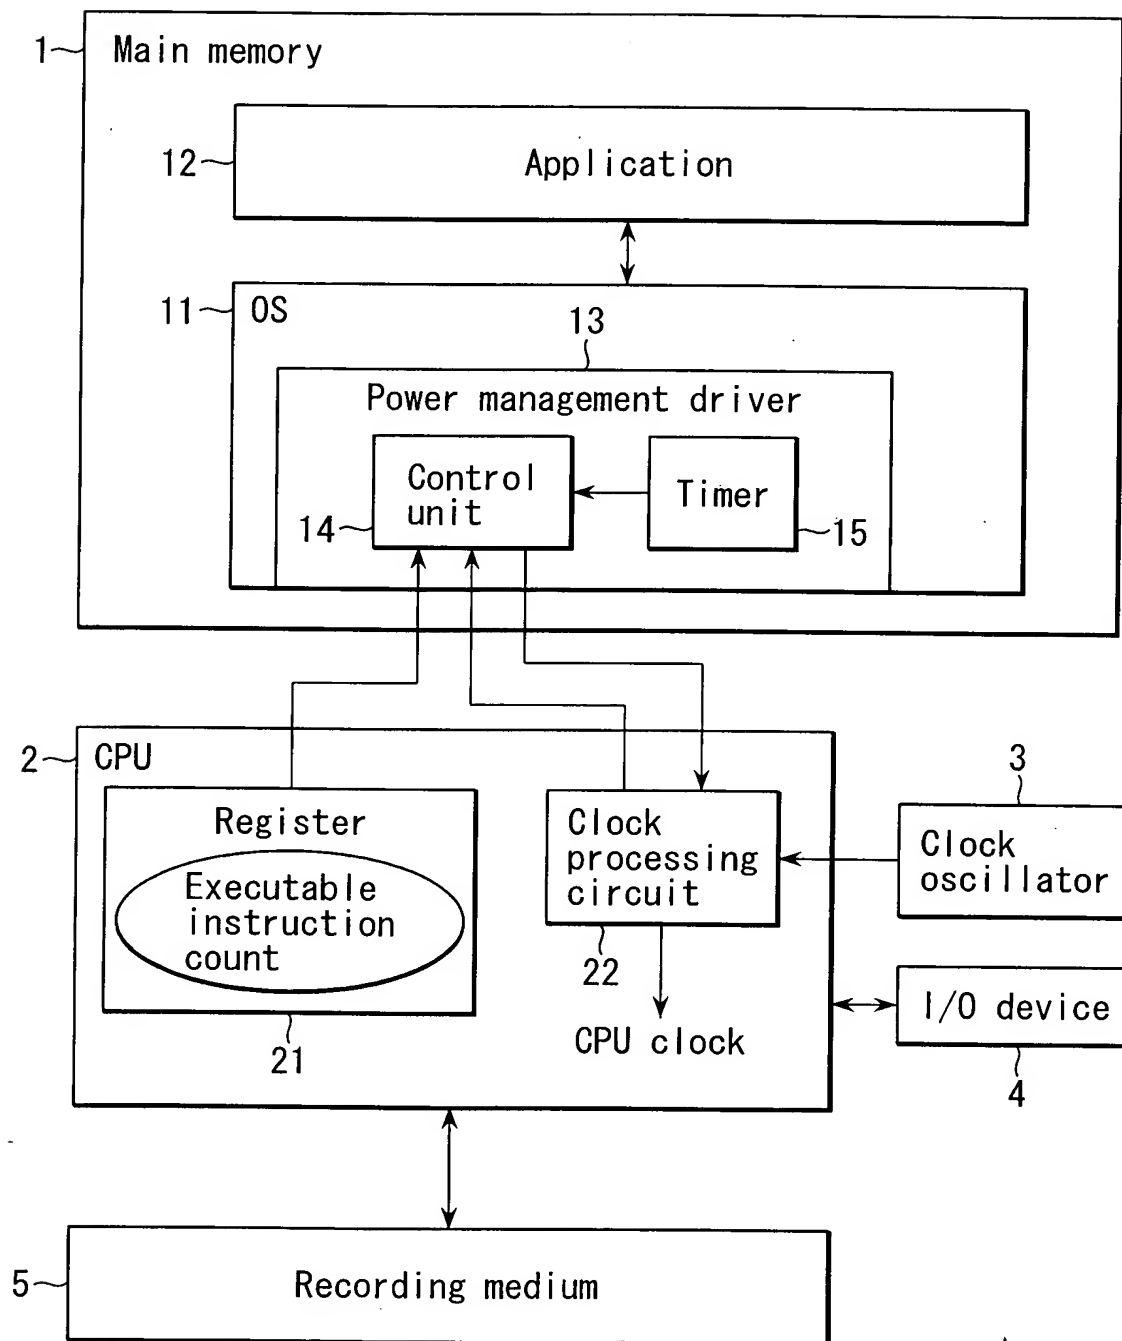 1
Main memory
12
Application
11
OS
13
Power management driver
Control
unit
Timer
14
15
2
CPU
3
Register
Clock
processing
circuit
Clock
oscillator
Executable
instruction
count
22
I/O device
21
CPU clock
4
5
Recording medium